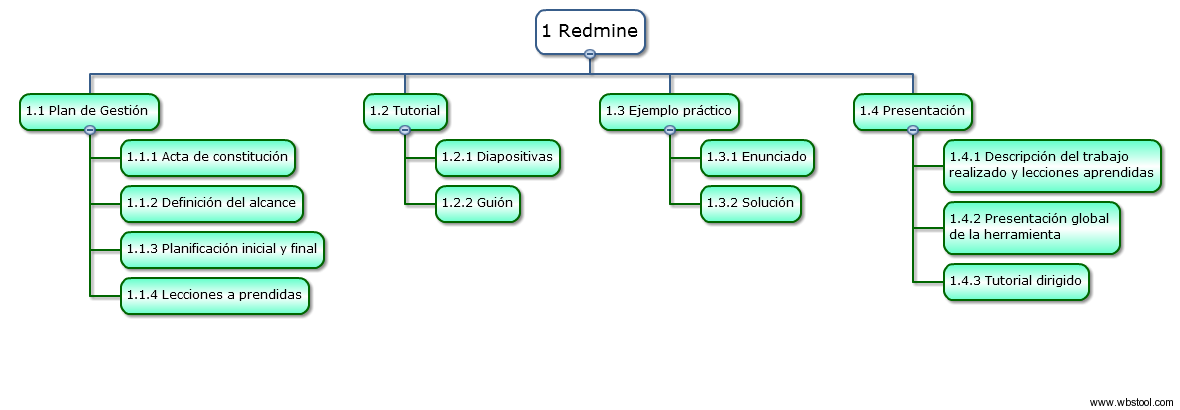 1 Redmine
1.1 Plan de Gestión
1.1.1 Acta de constitución
1.1.2 Definición del alcance
1.1.3 Planificación inicial y final
1.1.4 Lecciones a prendidas
1.2 Tutorial
1.2.1 Diapositivas
1.2.2 Guión
1.3 Ejemplo práctico
1.3.1 Enunciado
1.3.2 Solución
1.4 Presentación
1.4.1 Descripción del trabajo
realizado y lecciones aprendidas
1.4.2 Presentación global
de la herramienta
1.4.3 Tutorial dirigido
www.wbstool.com